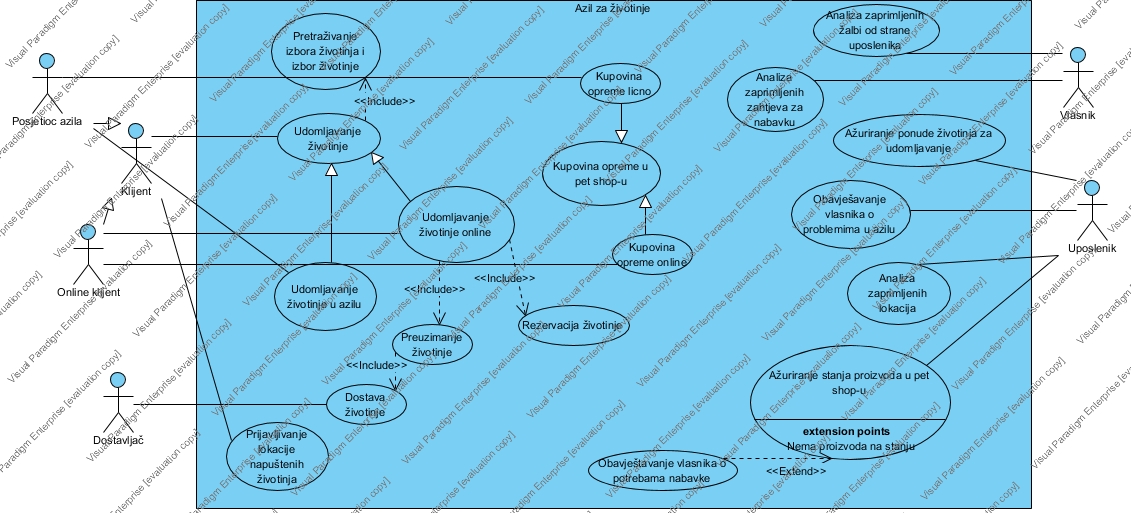 Azil za životinje
Pretraživanje
izbora životinja i
izbor životinje
<<Include>>
Udomljavanje
životinje
Udomljavanje
životinje online
Udomljavanje
životinje u azilu
<<Include>>
<<Include>>
Preuzimanje
životinje
Rezervacija životinje
<<Include>>
Dostava
životinje
Prijavljivanje
lokacije
napuštenih
životinja
Kupovina
opreme licno
Kupovina opreme u
pet shop-u
Kupovina
opreme online
Analiza zaprimljenih
žalbi od strane
uposlenika
Analiza
zaprimljenih
zahtjeva za
nabavku
Ažuriranje ponude životinja za
udomljavanje
Obavješavanje
vlasnika o
problemima u azilu
Analiza
zaprimljenih
lokacija
Ažuriranje stanja proizvoda u pet
shop-u
extension points
Nema proizvoda na stanju
Obavještavanje vlasnika o
potrebama nabavke
<<Extend>>
Posjetioc azila
Klijent
Online klijent
Dostavljač
Vlasnik
Uposlenik
Visual Paradigm Enterprise [evaluation copy]